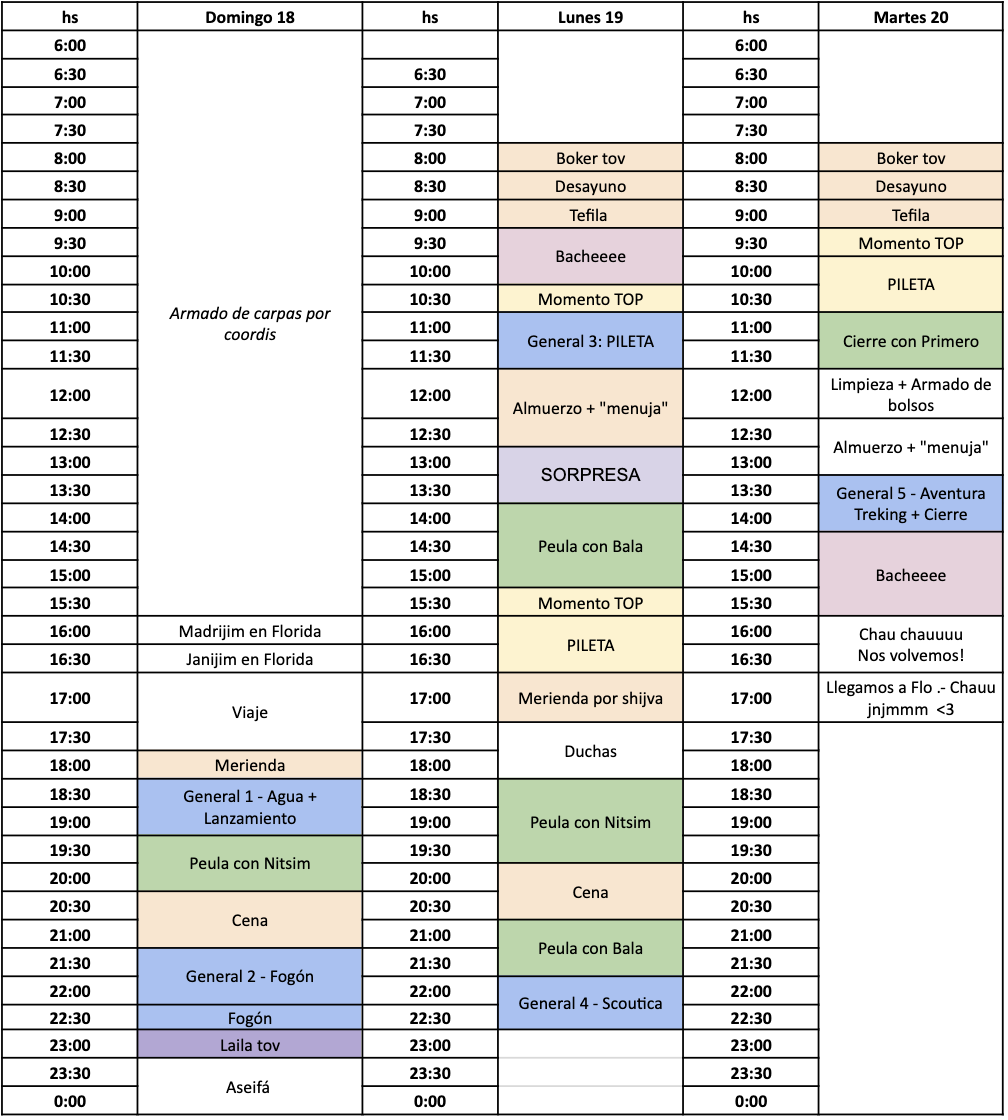 hs Domingo 18 hs Lunes 19 hs Martes 20
6:00 6:00
6:30 6:30 6:30
7:00 7:00 7:00
7:30 7:30 7:30
8:00 8:00 Boker tov 8:00 Boker tov
8:30 8:30 Desayuno 8:30 Desayuno
9:00 9:00 Tefila 9:00 Tefila
9:30 9:30 Bacheeee 9:30 Momento TOP
10:00 10:00 10:00 PILETA
10:30 Armado de carpas por 10:30 Momento TOP 10:30
coordis
11:00 11:00 General 3: PILETA 11:00 Cierre con Primero
11:30 11:30 11:30
12:00 12:00 Almuerzo + "menuja" 12:00 Limpieza + Armado de
bolsos
12:30 12:30 12:30 Almuerzo + "menuja"
13:00 13:00 SORPRESA 13:00
13:30 13:30 13:30 General 5 - Aventura
14:00 14:00 Peula con Bala 14:00 Treking + Cierre
14:30 14:30 14:30 Bacheeee
15:00 15:00 15:00
15:30 15:30 Momento TOP 15:30
16:00 Madrijim en Florida 16:00 PILETA 16:00 Chau chauuuu
16:30 Janijim en Florida 16:30 16:30 Nos volvemos!
17:00 Viaje 17:00 Merienda por shijva 17:00 Llegamos a Flo .- Chauu
jnjmmm <3
17:30 17:30 Duchas 17:30
18:00 Merienda 18:00 18:00
18:30 General 1 - Agua + 18:30 Peula con Nitsim 18:30
19:00 Lanzamiento 19:00 19:00
19:30 Peula con Nitsim 19:30 19:30
20:00 20:00 Cena 20:00
20:30 Cena 20:30 20:30
21:00 21:00 Peula con Bala 21:00
21:30 General 2 - Fogón 21:30 21:30
22:00 22:00 General 4 - Scoutica 22:00
22:30 Fogón 22:30 22:30
23:00 Laila tov 23:00 23:00
23:30 Aseifá 23:30 23:30
0:00 0:00 0:00